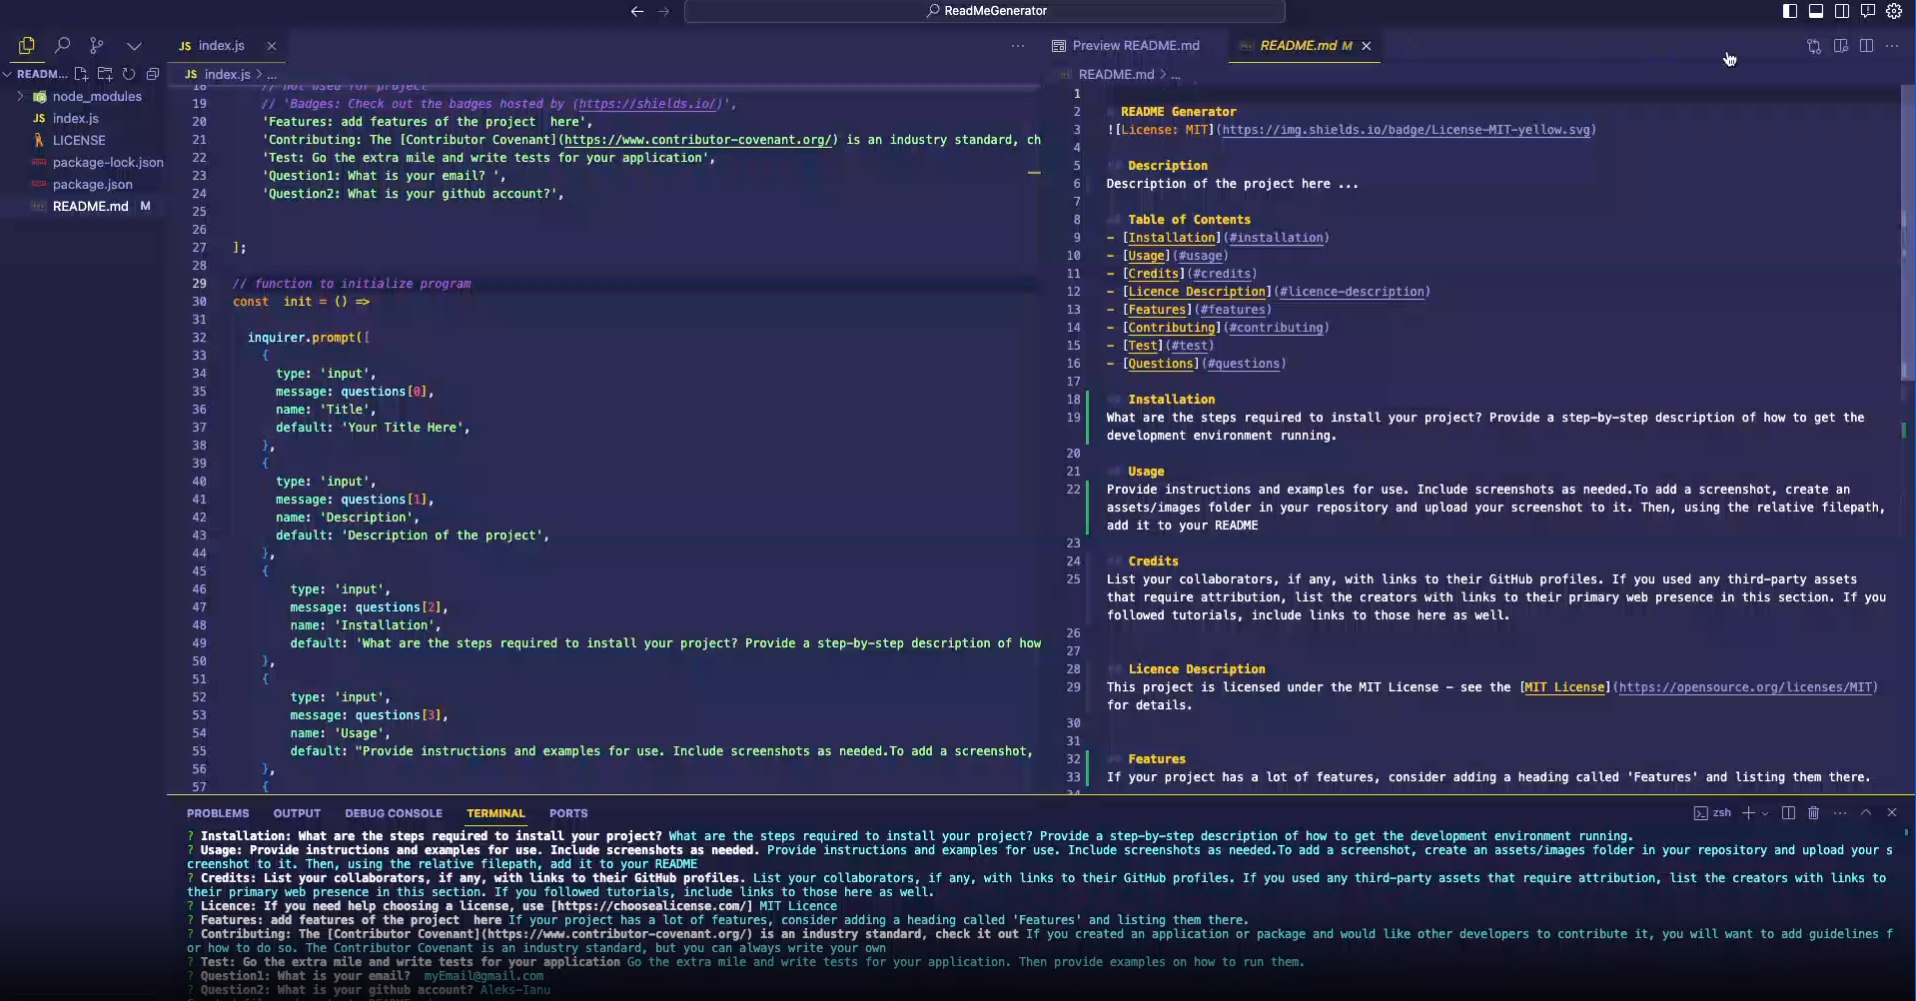 ReadMeGenerator
JS index.js
Preview README.md
README.md M
READM...
JS index.js > ...
README.md > ...
node_modules
JS index.js
LICENSE
package-lock.json
package.json
README.md M
18 // not used for project
19 // 'Badges: Check out the badges hosted by (https://shields.io/)',
20 'Features: add features of the project  here',
21 'Contributing: The [Contributor Covenant](https://www.contributor-covenant.org/) is an industry standard, ch
22 'Test: Go the extra mile and write tests for your application',
23 'Question1: What is your email? ',
24 'Question2: What is your github account?',
25
26
27 ];
28
29 // function to initialize program
30 const  init = () =>
31
32 inquirer.prompt([
33 {
34 type: 'input',
35 message: questions[0],
36 name: 'Title',
37 default: 'Your Title Here',
38 },
39 {
40 type: 'input',
41 message: questions[1],
42 name: 'Description',
43 default: 'Description of the project',
44 },
45 {
46 type: 'input',
47 message: questions[2],
48 name: 'Installation',
49 default: 'What are the steps required to install your project? Provide a step-by-step description of how
50 },
51 {
52 type: 'input',
53 message: questions[3],
54 name: 'Usage',
55 default: "Provide instructions and examples for use. Include screenshots as needed.To add a screenshot,
56 },
57 {
1
2 README Generator
3 ![License: MIT](https://img.shields.io/badge/License-MIT-yellow.svg)
4
5 Description
6 Description of the project here ...
7
8 Table of Contents
9 - [Installation](#installation)
10 - [Usage](#usage)
11 - [Credits](#credits)
12 - [Licence Description](#licence-description)
13 - [Features](#features)
14 - [Contributing](#contributing)
15 - [Test](#test)
16 - [Questions](#questions)
17
18 Installation
19 What are the steps required to install your project? Provide a step-by-step description of how to get the
development environment running.
20
21 Usage
22 Provide instructions and examples for use. Include screenshots as needed.To add a screenshot, create an
assets/images folder in your repository and upload your screenshot to it. Then, using the relative filepath,
add it to your README
23
24 Credits
25 List your collaborators, if any, with links to their GitHub profiles. If you used any third-party assets
that require attribution, list the creators with links to their primary web presence in this section. If you
followed tutorials, include links to those here as well.
26
27
28 Licence Description
29 This project is licensed under the MIT License - see the [MIT License](https://opensource.org/licenses/MIT)
for details.
30
31
32 Features
33 If your project has a lot of features, consider adding a heading called 'Features' and listing them there.
PROBLEMS OUTPUT DEBUG CONSOLE TERMINAL PORTS
zsh
? Installation: What are the steps required to install your project? What are the steps required to install your project? Provide a step-by-step description of how to get the development environment running.
? Usage: Provide instructions and examples for use. Include screenshots as needed. Provide instructions and examples for use. Include screenshots as needed.To add a screenshot, create an assets/images folder in your repository and upload your s
creenshot to it. Then, using the relative filepath, add it to your README
? Credits: List your collaborators, if any, with links to their GitHub profiles. List your collaborators, if any, with links to their GitHub profiles. If you used any third-party assets that require attribution, list the creators with links to
their primary web presence in this section. If you followed tutorials, include links to those here as well.
? Licence: If you need help choosing a license, use [https://choosealicense.com/] MIT Licence
? Features: add features of the project  here If your project has a lot of features, consider adding a heading called 'Features' and listing them there.
? Contributing: The [Contributor Covenant](https://www.contributor-covenant.org/) is an industry standard, check it out If you created an application or package and would like other developers to contribute it, you will want to add guidelines f
or how to do so. The Contributor Covenant is an industry standard, but you can always write your own
? Test: Go the extra mile and write tests for your application Go the extra mile and write tests for your application. Then provide examples on how to run them.
? Question1: What is your email?  myEmail@gmail.com
? Question2: What is your github account? Aleks-Ianu